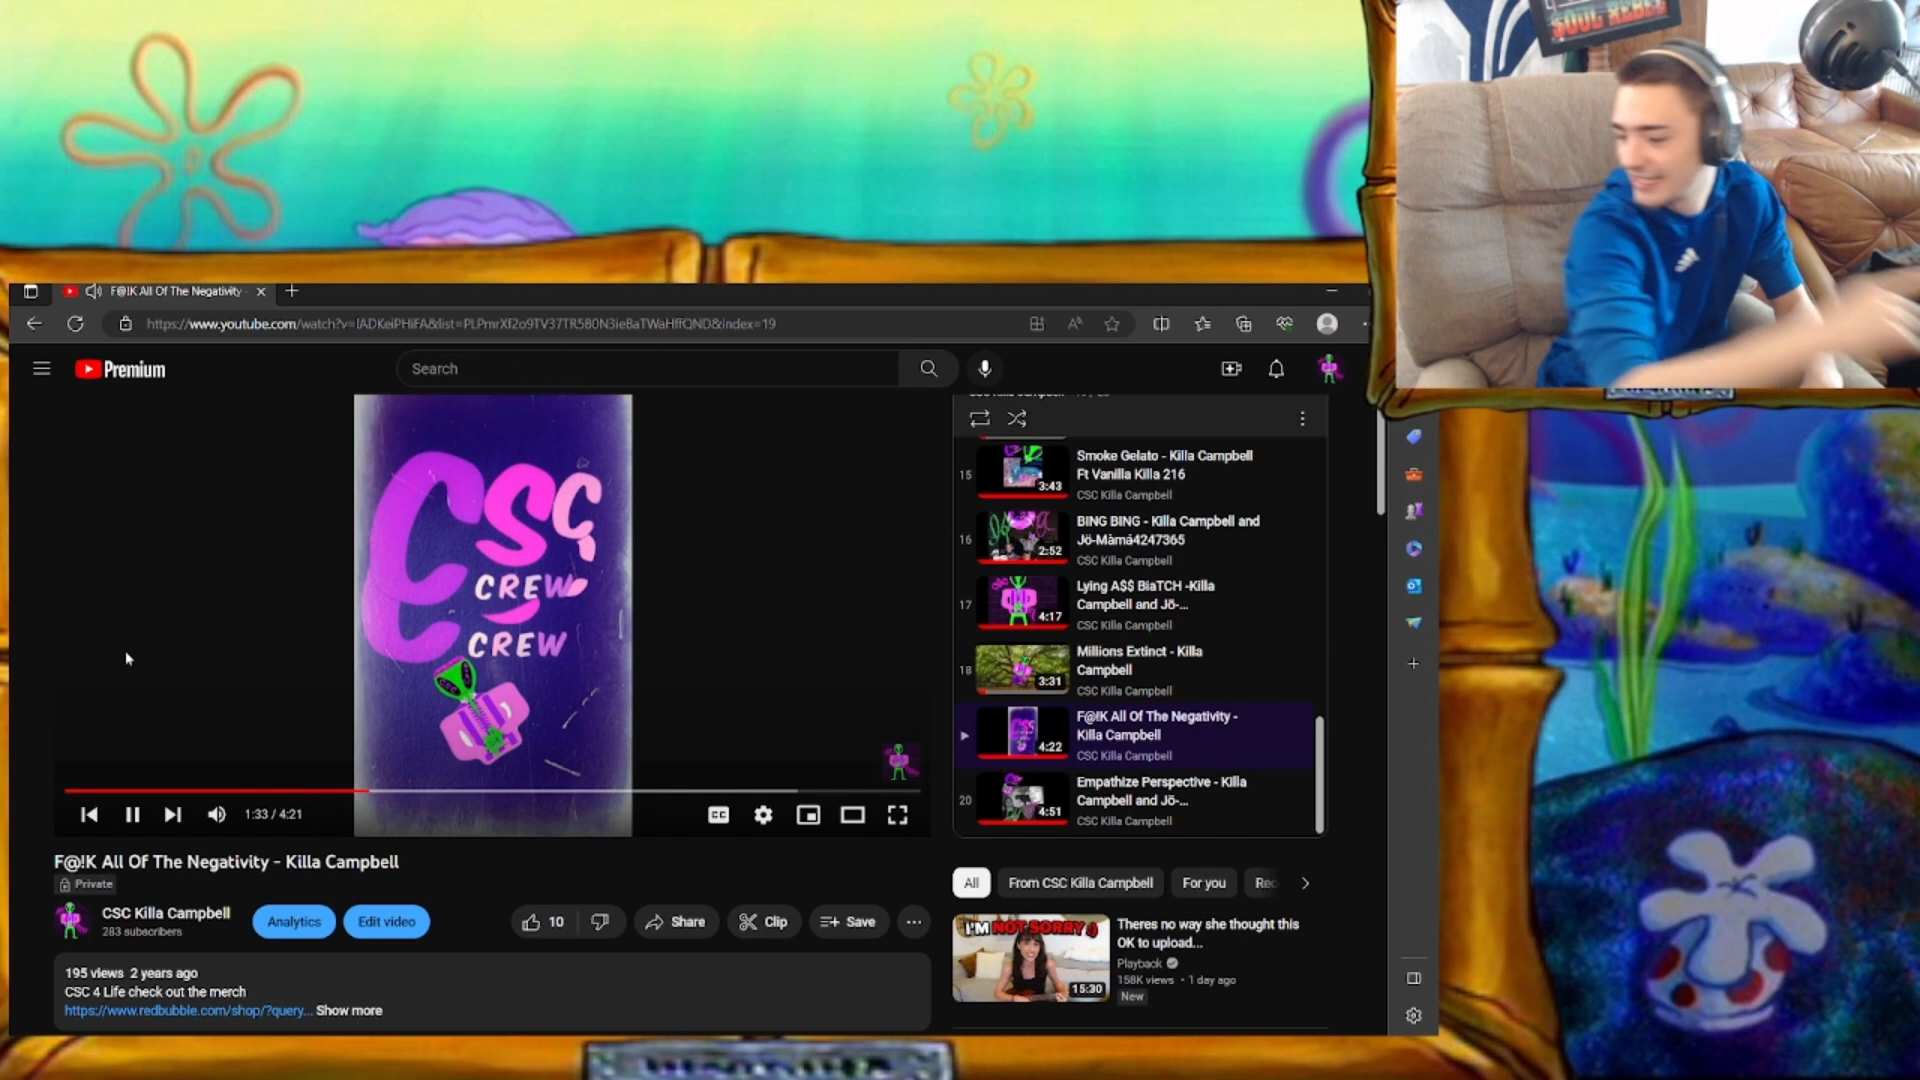 SOUL REBEL
F@!K All Of The Negativity
https://www.youtube.com/watch?v=lADKeiPHiFA&list=PLPmrXf2o9TV37TR580N3ieBaTWaHffQND&index=19
Premium
Search
CSC
CREW
CREW
CSC
1:33 / 4:21
CC
15
3:43
Smoke Gelato - Killa Campbell
Ft Vanilla Killa 216
CSC Killa Campbell
16
2:52
BING BING - Killa Campbell and
Jö-Màmá4247365
CSC Killa Campbell
17
4:17
Lying A$$ BiaTCH -Killa
Campbell and Jö-...
CSC Killa Campbell
18
3:31
Millions Extinct - Killa
Campbell
CSC Killa Campbell
4:22
F@!K All Of The Negativity -
Killa Campbell
CSC Killa Campbell
20
4:51
Empathize Perspective - Killa
Campbell and Jö-...
CSC Killa Campbell
F@!K All Of The Negativity - Killa Campbell
Private
CSC Killa Campbell
283 subscribers
Analytics
Edit video
10
Share
Clip
Save
195 views 2 years ago
CSC 4 Life check out the merch
https://www.redbubble.com/shop/?query... Show more
All
From CSC Killa Campbell
For you
Rec
I'M NOT SORRY :)
15:30
Theres no way she thought this
OK to upload...
Playback
158K views • 1 day ago
New